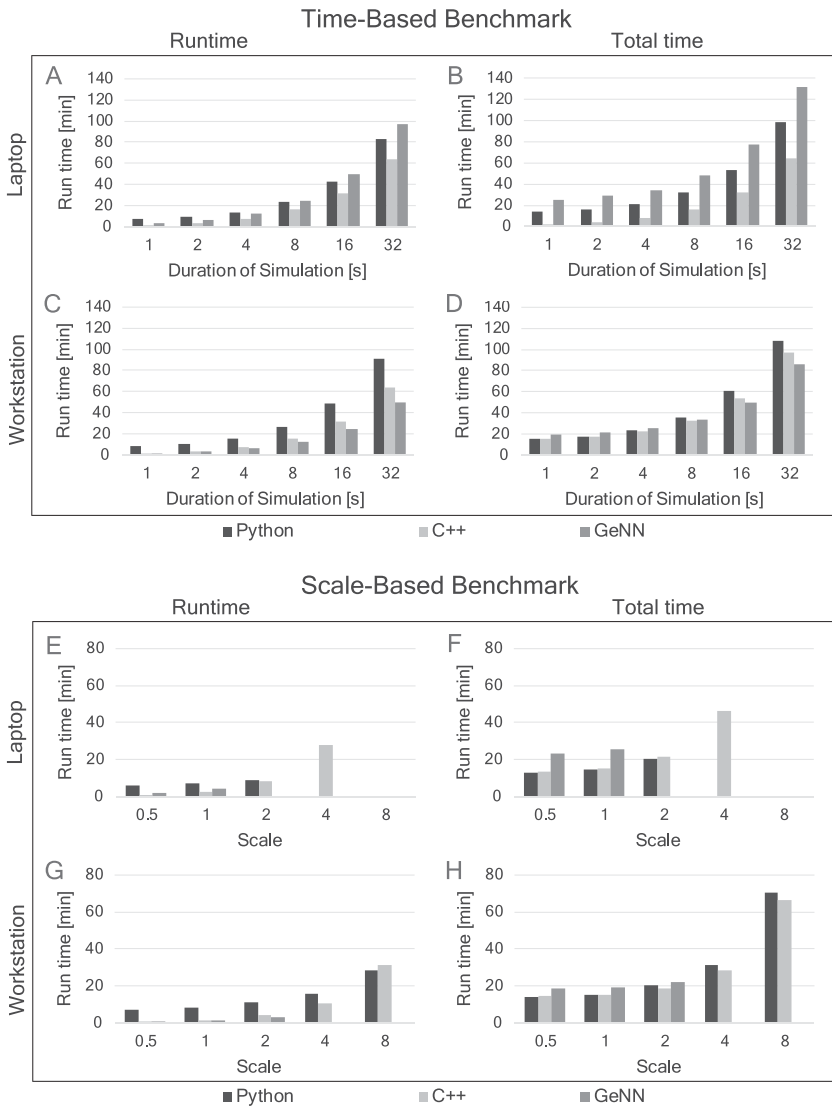 Time-Based Benchmark
Runtime
Total time
Laptop
A
Run time [min]
140
120
100
80
60
40
20
0
1 2 4 8 16 32
Duration of Simulation [s]
B
Run time [min]
140
120
100
80
60
40
20
0
1 2 4 8 16 32
Duration of Simulation [s]
Workstation
C
Run time [min]
140
120
100
80
60
40
20
0
1 2 4 8 16 32
Duration of Simulation [s]
D
Run time [min]
140
120
100
80
60
40
20
0
1 2 4 8 16 32
Duration of Simulation [s]
Python C++ GeNN
Scale-Based Benchmark
Runtime
Total time
Laptop
E
Run time [min]
80
60
40
20
0
0.5 1 2 4 8
Scale
F
Run time [min]
80
60
40
20
0
0.5 1 2 4 8
Scale
Workstation
G
Run time [min]
80
60
40
20
0
0.5 1 2 4 8
Scale
H
Run time [min]
80
60
40
20
0
0.5 1 2 4 8
Scale
Python C++ GeNN